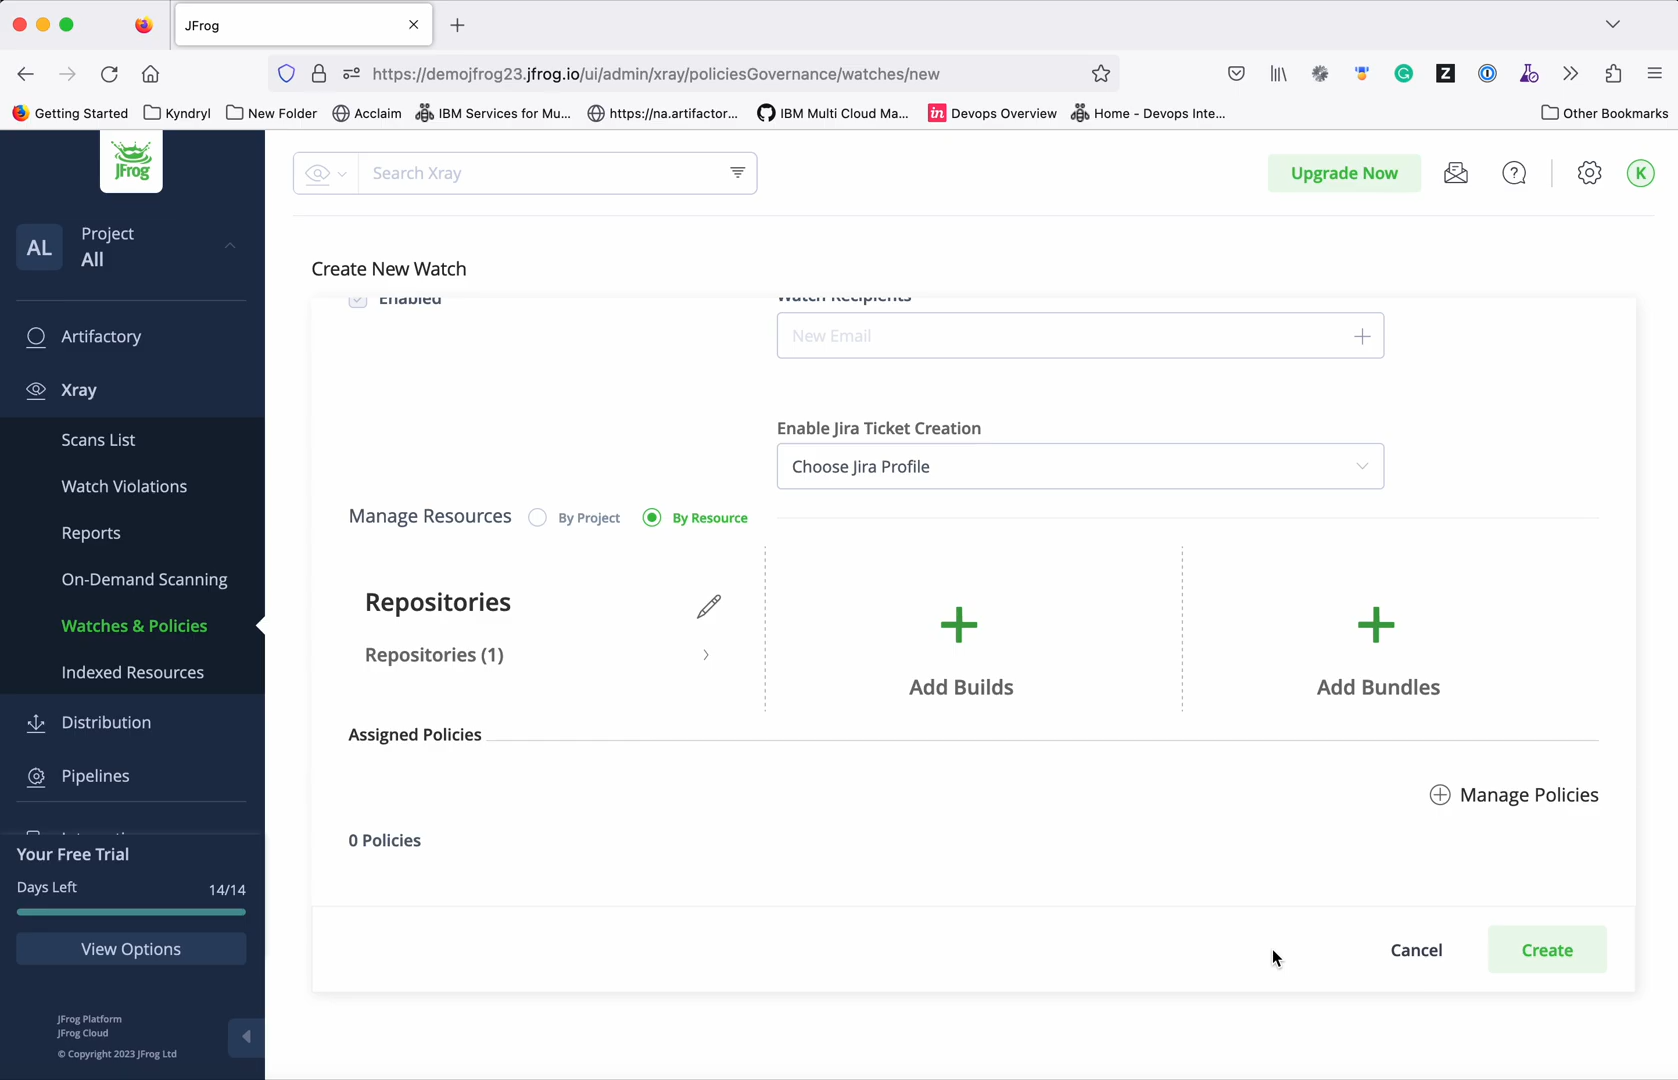 JFrog
https://demojfrog23.jfrog.io/ui/admin/xray/policiesGovernance/watches/new
Getting Started
Kyndryl
New Folder
Acclaim
IBM Services for Mu...
https://na.artifactor...
IBM Multi Cloud Ma...
in
Devops Overview
Home - Devops Inte...
Other Bookmarks
JFrog
Search Xray
Upgrade Now
K
AL
Project
All
Artifactory
Xray
Scans List
Watch Violations
Reports
On-Demand Scanning
Watches & Policies
Indexed Resources
Distribution
Pipelines
Your Free Trial
Days Left 14/14
View Options
JFrog Platform
JFrog Cloud
© Copyright 2023 JFrog Ltd
Create New Watch
Enabled
Watch Recipients
New Email
Enable Jira Ticket Creation
Choose Jira Profile
Manage Resources
By Project
By Resource
Repositories
Repositories (1)
Add Builds
Add Bundles
Assigned Policies
Manage Policies
0 Policies
Cancel
Create